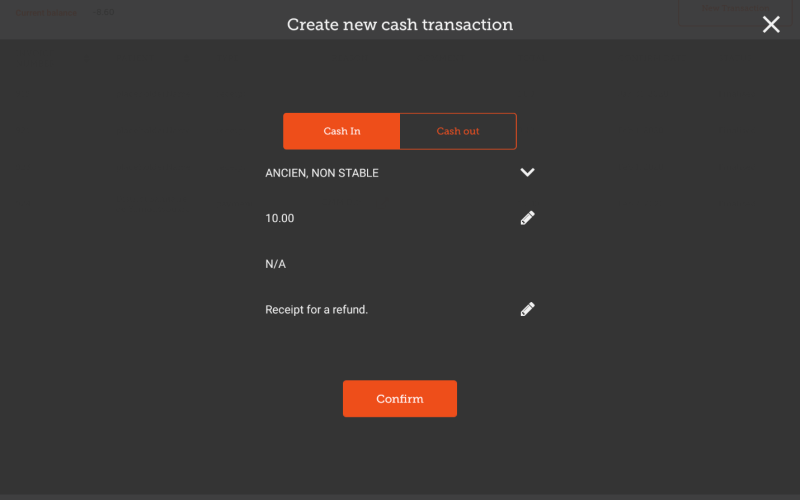 Create new cash transaction
Cash In
Cash out
ANCIEN, NON STABLE
10.00
N/A
Receipt for a refund.
Confirm